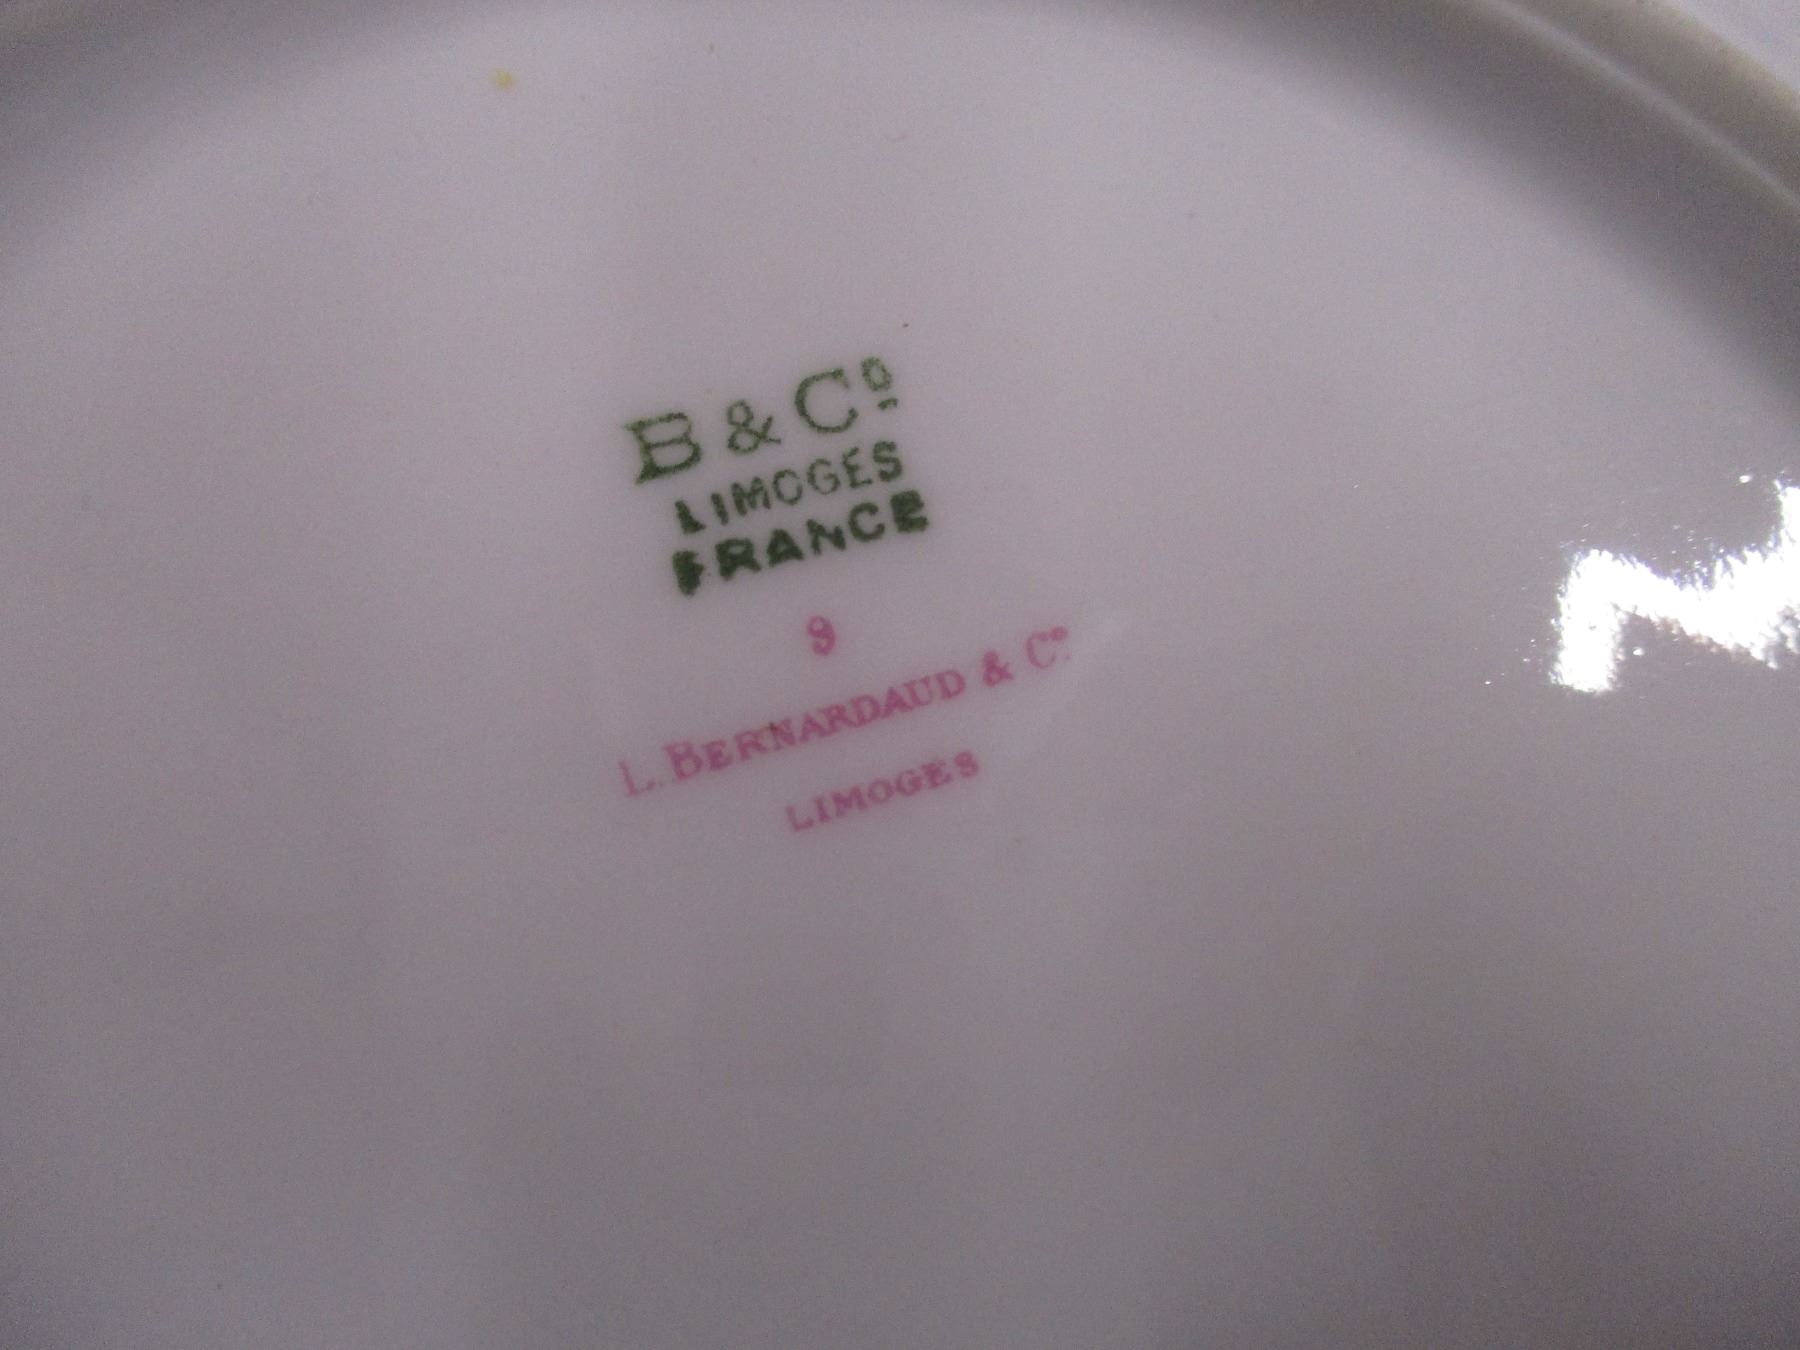 B & Cº
LIMOGES
FRANCE
9
L. BERNARDAUD & Cº
LIMOGES